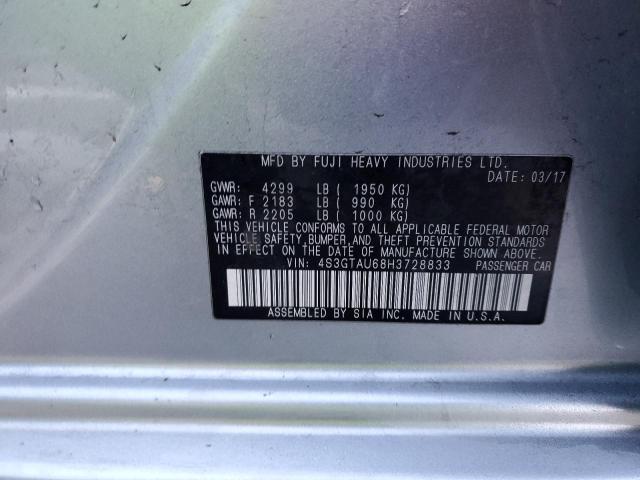 MFD BY FUJI HEAVY INDUSTRIES LTD.
DATE: 03/17
GVWR: 4299 LB ( 1950 KG)
GAWR: F 2183 LB ( 990 KG)
GAWR: R 2205 LB ( 1000 KG)
THIS VEHICLE CONFORMS TO ALL APPLICABLE FEDERAL MOTOR
VEHICLE SAFETY,BUMPER,AND THEFT PREVENTION STANDARDS
IN EFFECT ON THE DATE OF MANUFACTURE SHOWN ABOVE.
VIN: 4S3GTAU68H3728833 PASSENGER CAR
ASSEMBLED BY SIA INC. MADE IN U.S.A.